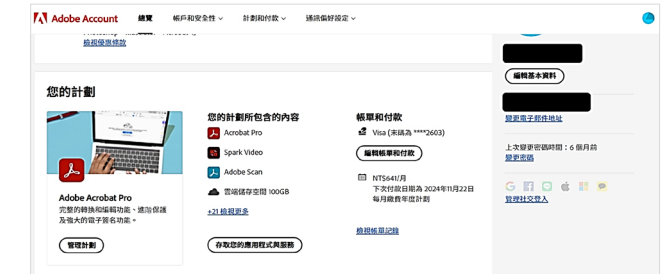 Adobe Account 總覽 帳戶和安全性 計劃和付款 通訊偏好設定
檢視優惠條款
您的計劃
Adobe Acrobat Pro
完整的轉換和編輯功能、進階保護
及強大的電子簽名功能。
管理計劃
您的計劃所包含的內容
Acrobat Pro
Spark Video
Adobe Scan
雲端儲存空間 100GB
+21 檢視更多
存取您的應用程式與服務
帳單和付款
Visa (末碼為 ****2603)
編輯帳單和付款
NT$641/月
下次付款日期為 2024年11月22日
每月繳費年度計劃
檢視帳單記錄
編輯基本資料
變更電子郵件地址
上次變更密碼時間：6 個月前
變更密碼
管理社交登入